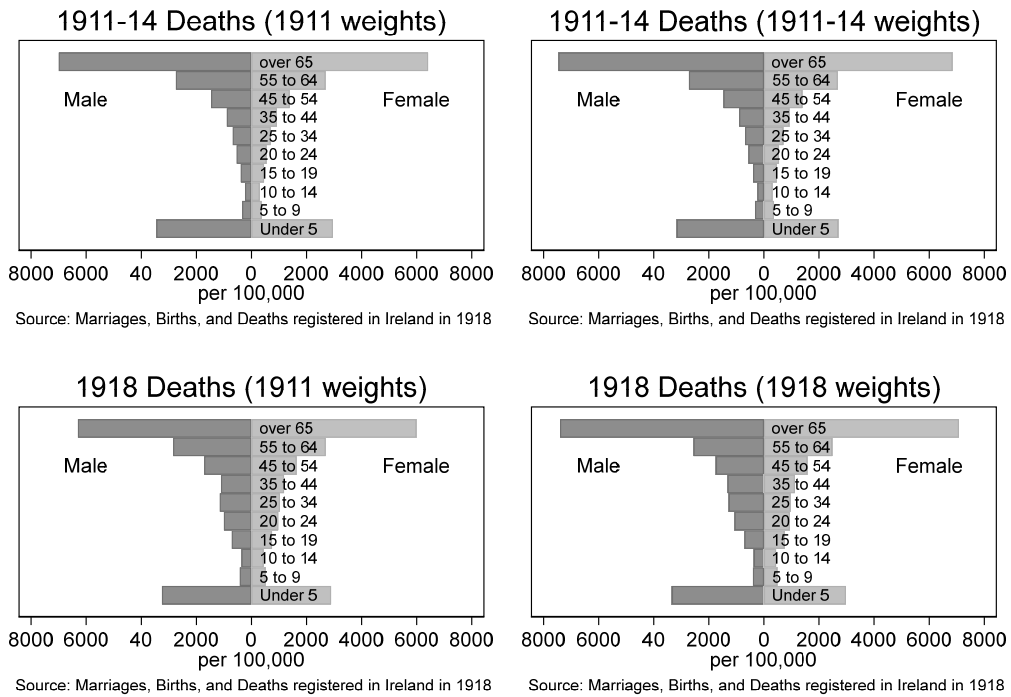 1911-14 Deaths (1911 weights)
over 65
55 to 64
Male
45 to 54
Female
35 to 44
25 to 34
20 to 24
15 to 19
10 to 14
5 to 9
Under 5
8000 6000 40 2000 0 2000 4000 6000 8000
per 100,000
Source: Marriages, Births, and Deaths registered in Ireland in 1918
1911-14 Deaths (1911-14 weights)
over 65
55 to 64
Male
45 to 54
Female
35 to 44
25 to 34
20 to 24
15 to 19
10 to 14
5 to 9
Under 5
8000 6000 40 2000 0 2000 4000 6000 8000
per 100,000
Source: Marriages, Births, and Deaths registered in Ireland in 1918
1918 Deaths (1911 weights)
over 65
55 to 64
Male
45 to 54
Female
35 to 44
25 to 34
20 to 24
15 to 19
10 to 14
5 to 9
Under 5
8000 6000 40 2000 0 2000 4000 6000 8000
per 100,000
Source: Marriages, Births, and Deaths registered in Ireland in 1918
1918 Deaths (1918 weights)
over 65
55 to 64
Male
45 to 54
Female
35 to 44
25 to 34
20 to 24
15 to 19
10 to 14
5 to 9
Under 5
8000 6000 40 2000 0 2000 4000 6000 8000
per 100,000
Source: Marriages, Births, and Deaths registered in Ireland in 1918